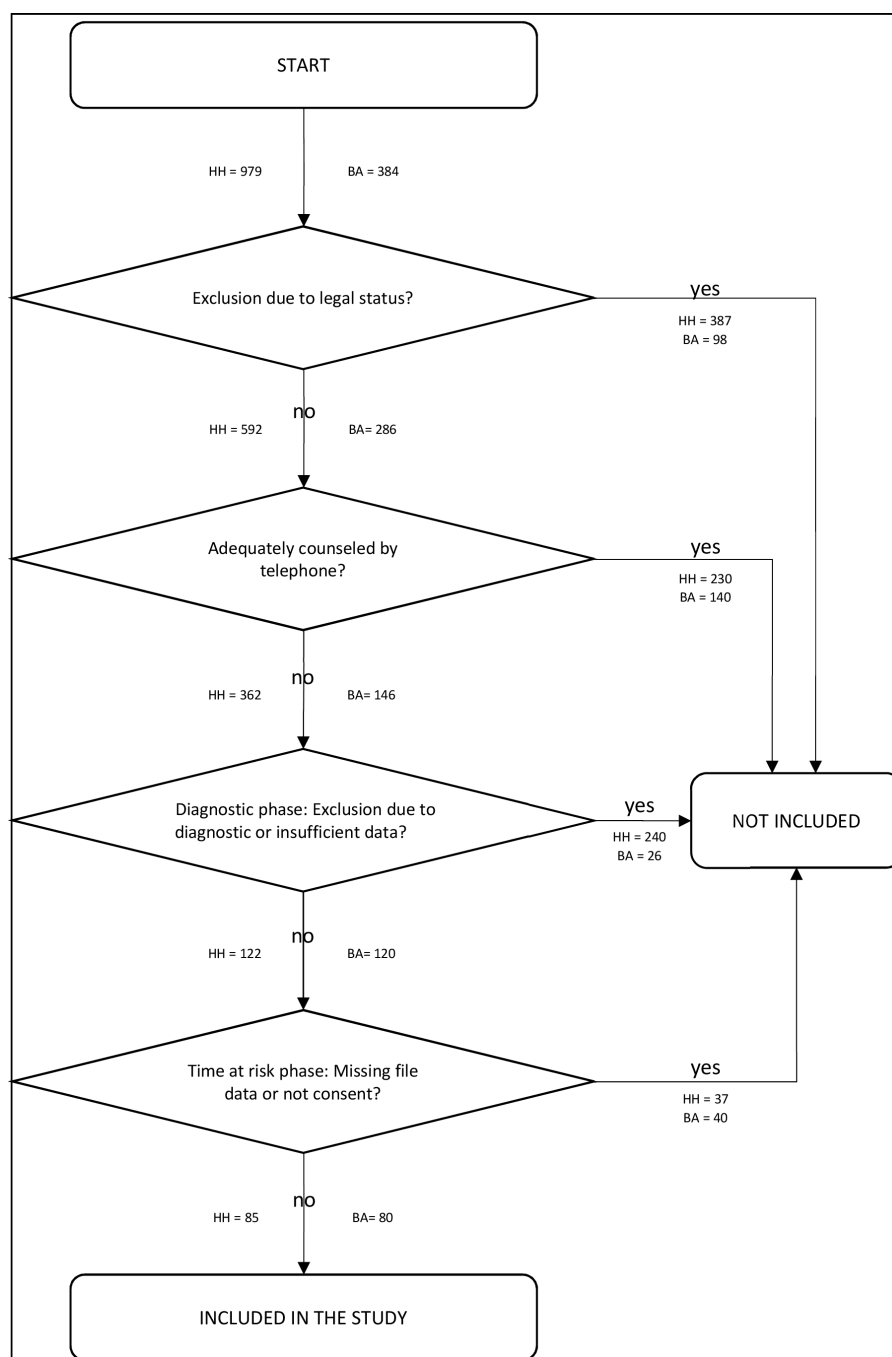 START
HH = 979 BA = 384
Exclusion due to legal status?
yes
HH = 387
BA = 98
no
HH = 592 BA= 286
Adequately counseled by
telephone?
yes
HH = 230
BA = 140
no
HH = 362 BA= 146
Diagnostic phase: Exclusion due to
diagnostic or insufficient data?
yes
HH = 240
BA = 26
NOT INCLUDED
no
HH = 122 BA= 120
Time at risk phase: Missing file
data or not consent?
yes
HH = 37
BA = 40
no
HH = 85 BA= 80
INCLUDED IN THE STUDY